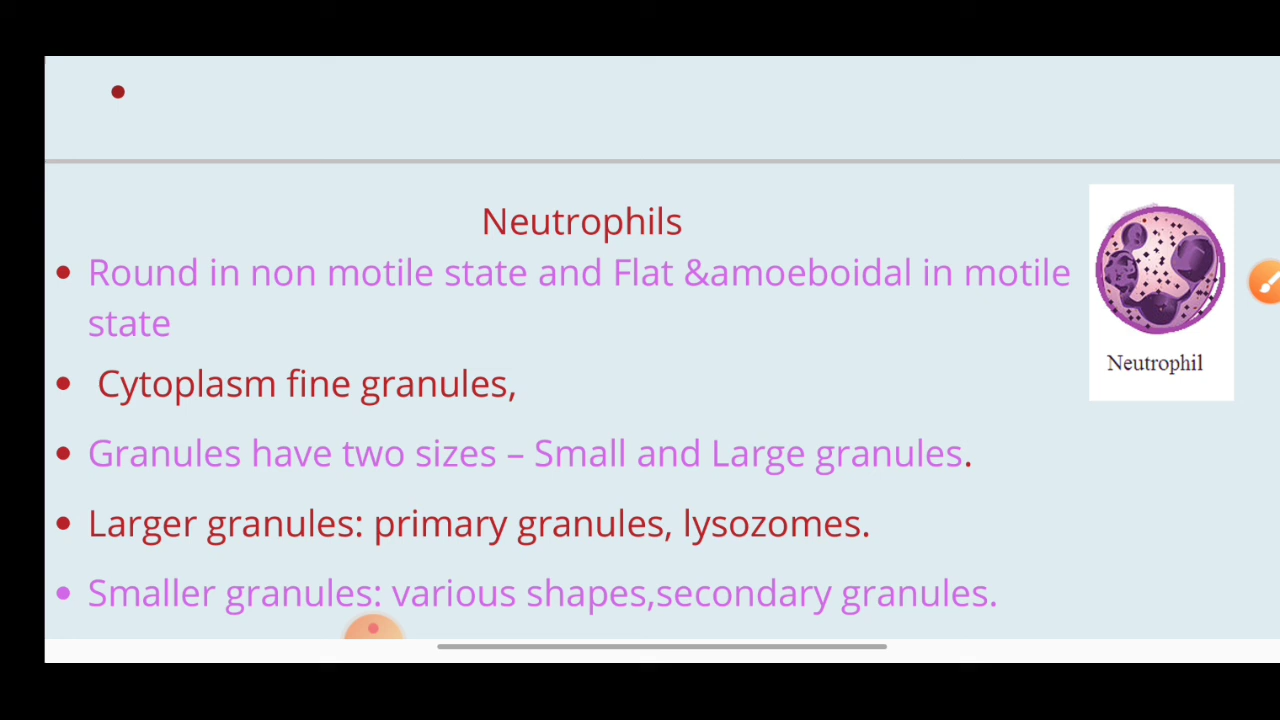 Neutrophils
• Round in non motile state and Flat &amoeboidal in motile
state
• Cytoplasm fine granules,
• Granules have two sizes – Small and Large granules.
• Larger granules: primary granules, lysozomes.
• Smaller granules: various shapes,secondary granules.
Neutrophil